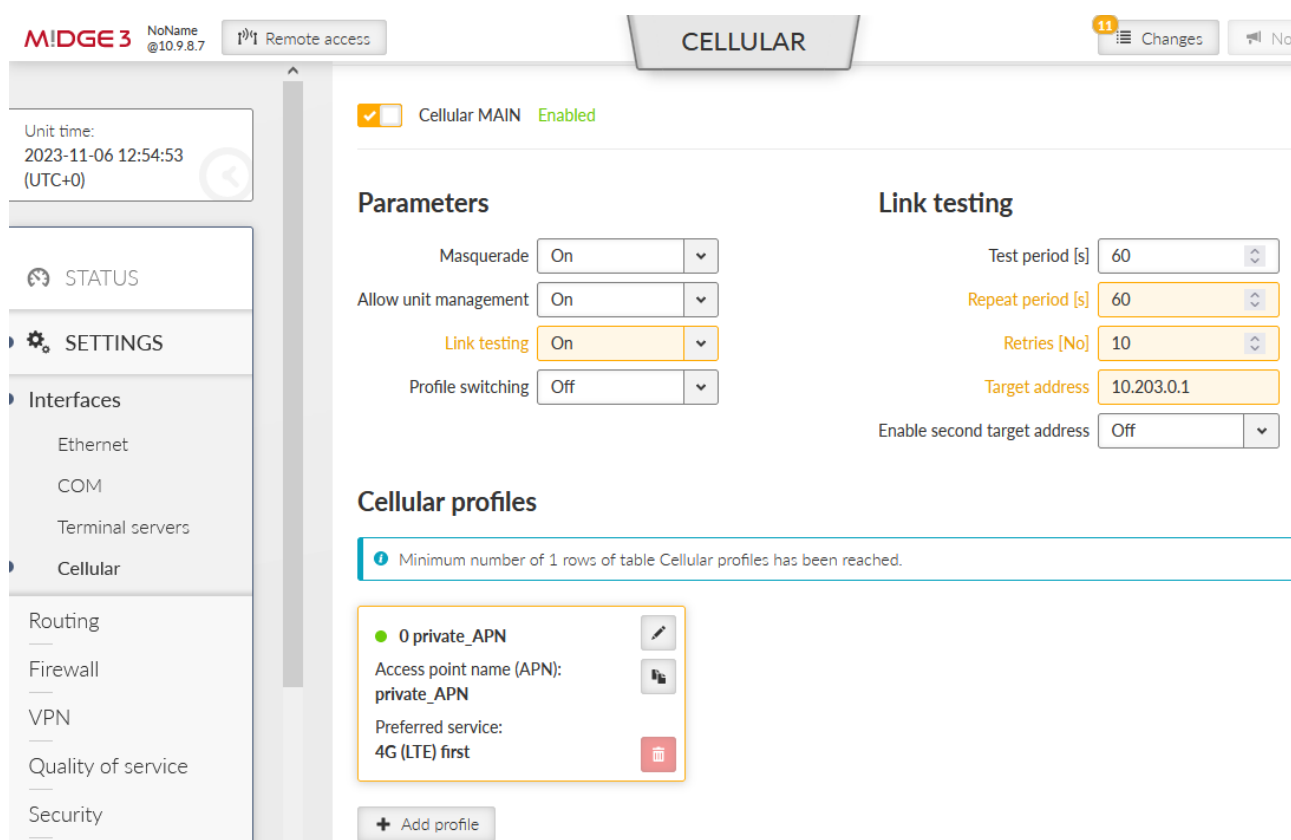 M!DGE3
NoName
@10.9.8.7
Remote access
CELLULAR
11
Changes
No
Unit time:
2023-11-06 12:54:53
(UTC+0)
STATUS
SETTINGS
Interfaces
Ethernet
COM
Terminal servers
Cellular
Routing
Firewall
VPN
Quality of service
Security
Cellular MAIN Enabled
Parameters
Masquerade On
Allow unit management On
Link testing On
Profile switching Off
Link testing
Test period [s] 60
Repeat period [s] 60
Retries [No] 10
Target address 10.203.0.1
Enable second target address Off
Cellular profiles
Minimum number of 1 rows of table Cellular profiles has been reached.
0 private_APN
Access point name (APN):
private_APN
Preferred service:
4G (LTE) first
Add profile